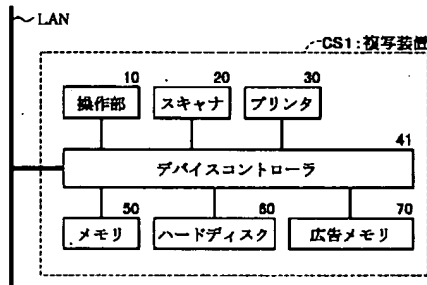 LAN
CS1:複写装置
10 20 30
操作部 スキャナ プリンタ
41
デバイスコントローラ
50 60 70
メモリ ハードディスク 広告メモリ